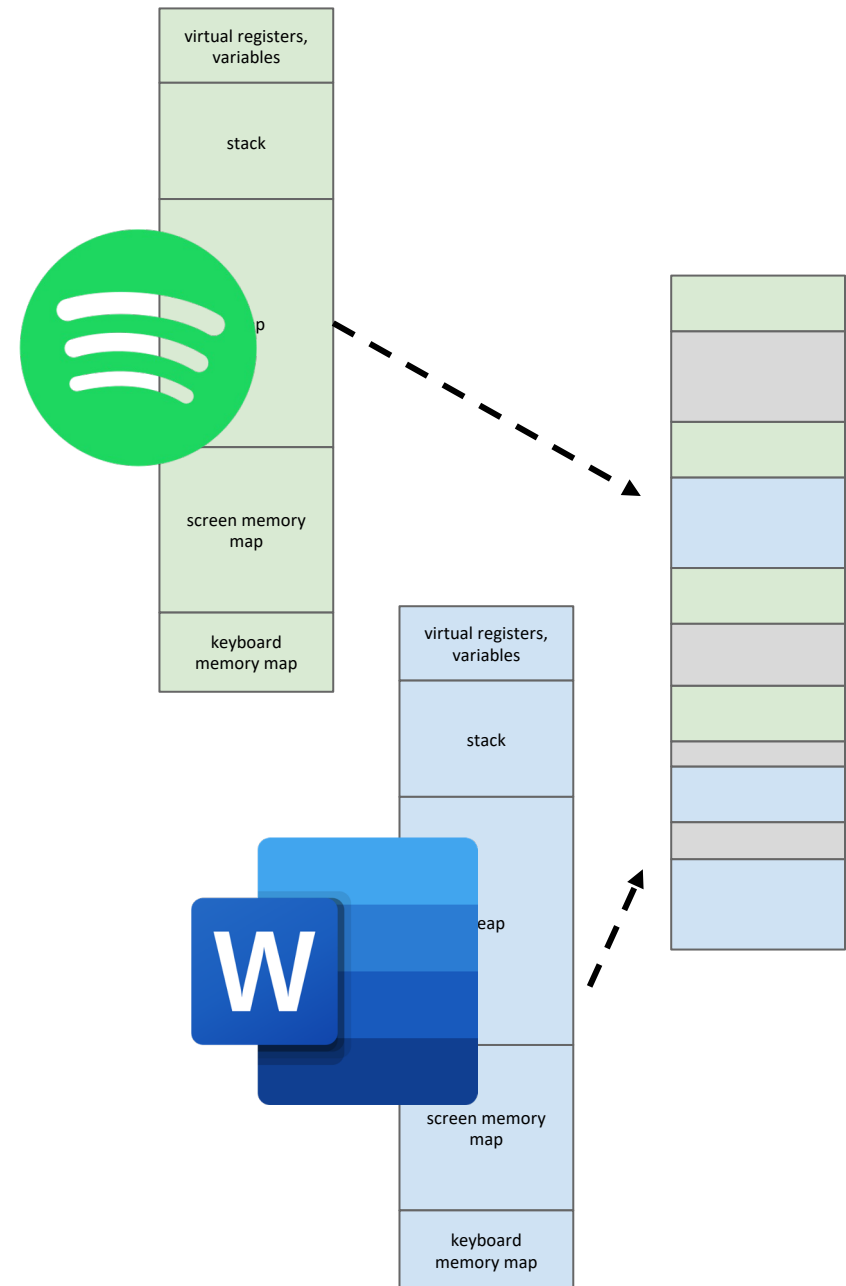 virtual registers,
variables
stack
p
screen memory
map
keyboard
memory map
virtual registers,
variables
stack
eap
W
screen memory
map
keyboard
memory map